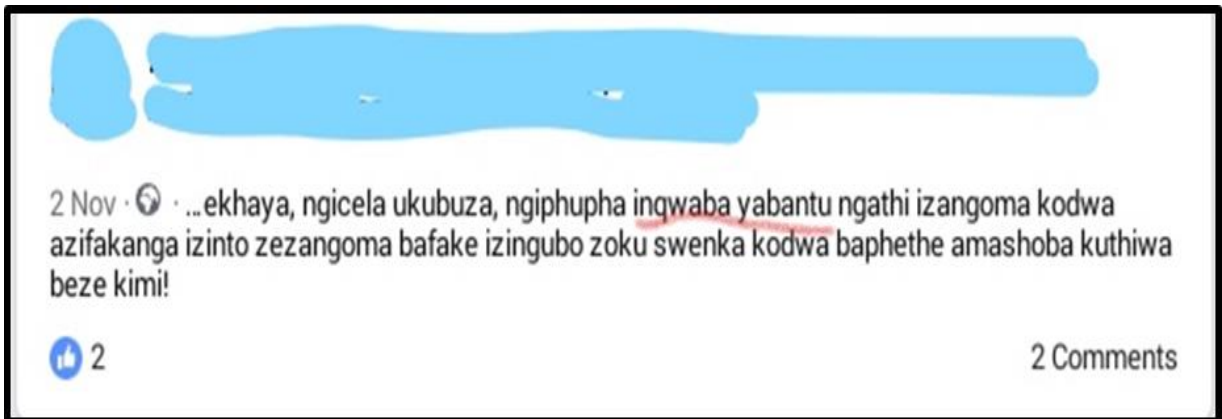 2 Nov · · ...ekhaya, ngicela ukubuza, ngiphupha inqwaba yabantu ngathi izangoma kodwa
azifakanga izinto zezangoma bafake izingubo zoku swenka kodwa baphethe amashoba kuthiwa
beze kimi!
2
2 Comments